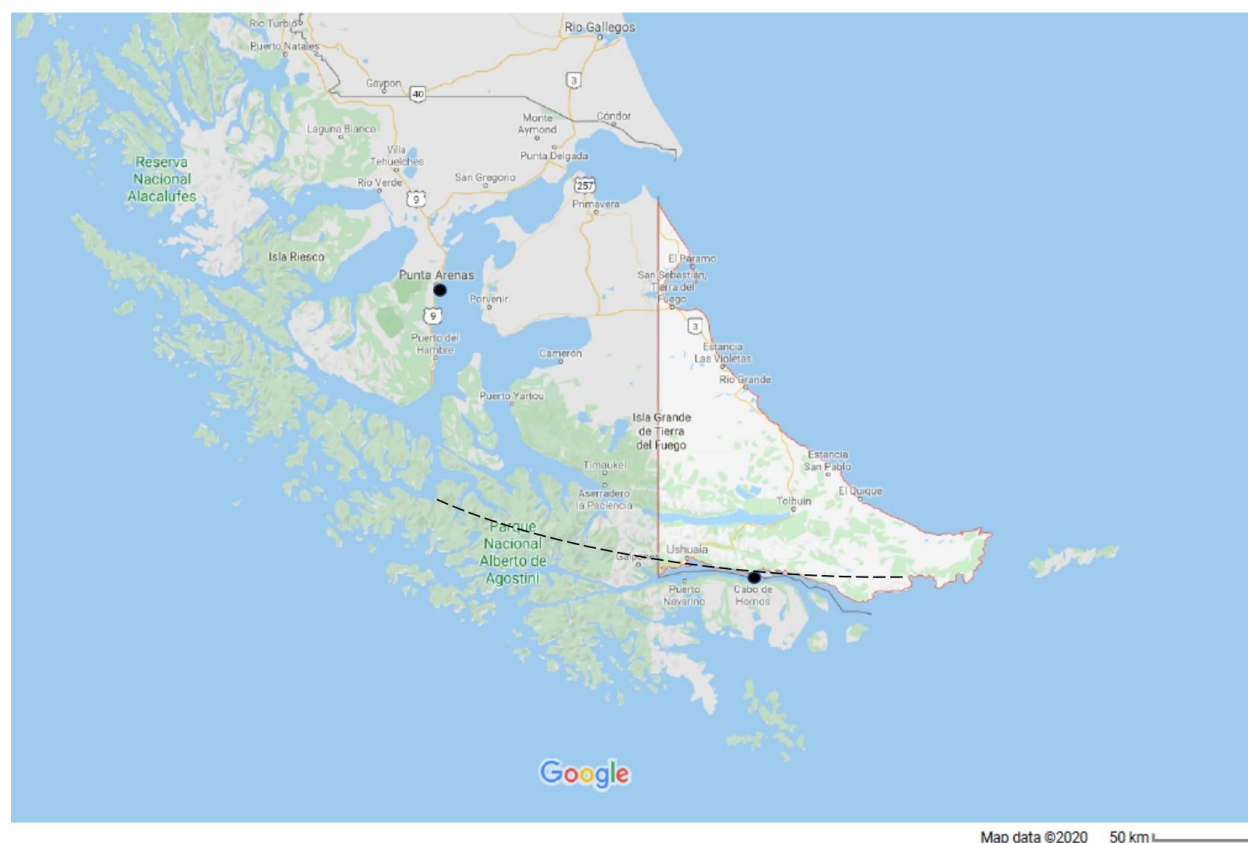 Rio Turbio
Rio Gallegos
Puerto Natales
3
Gaypon
40
Monte
Aymond
Cóndor
Laguna Blanca
Villa
Tehuelches
Punta Delgada
Reserva
Nacional
Alacalufes
Rio Verde
San Gregorio
257
9
Primavera
Isla Riesco
El Paramo
Punta Arenas
San Sebastián,
Tierra del
Fuego
Porvenir
9
3
Puerto del
Hambre
Estancia
Las Violetas
Camerón
Rio Grande
Puerto Yartou
Isla Grande
de Tierra
del Fuego
Estancia
San Pablo
Timaukel
Aserradero
la Paciencia
El Quique
Tolhuin
Parque
Nacional
Alberto de
Agostini
Ushuaia
Puerto
Navarino
Cabo de
Hornos
Google
Map data ©2020 50 km